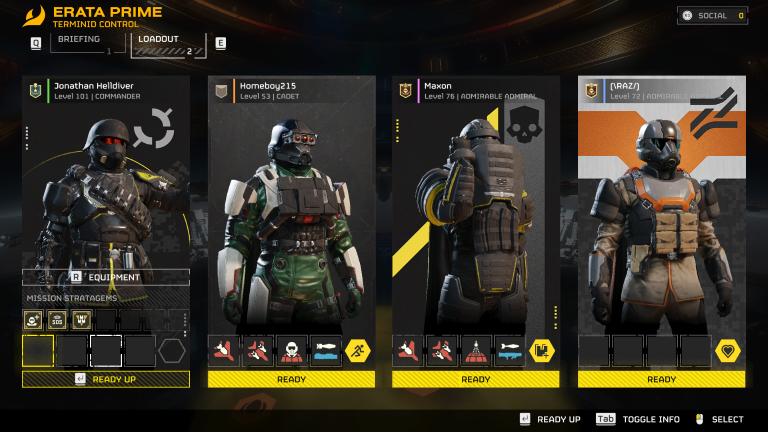 ERATA PRIME
TERMINID CONTROL
SOCIAL 0
Q
BRIEFING
1
LOADOUT
2
E
Jonathan Helldiver
Level 101 | COMMANDER
Homeboy215
Level 53 | CADET
Maxon
Level 76 | ADMIRABLE ADMIRAL
[\RAZ/)
Level 72 | ADMIRABLE
R EQUIPMENT
MISSION STRATAGEMS
SOS
READY UP
READY
READY
READY
READY UP
Tab TOGGLE INFO
SELECT